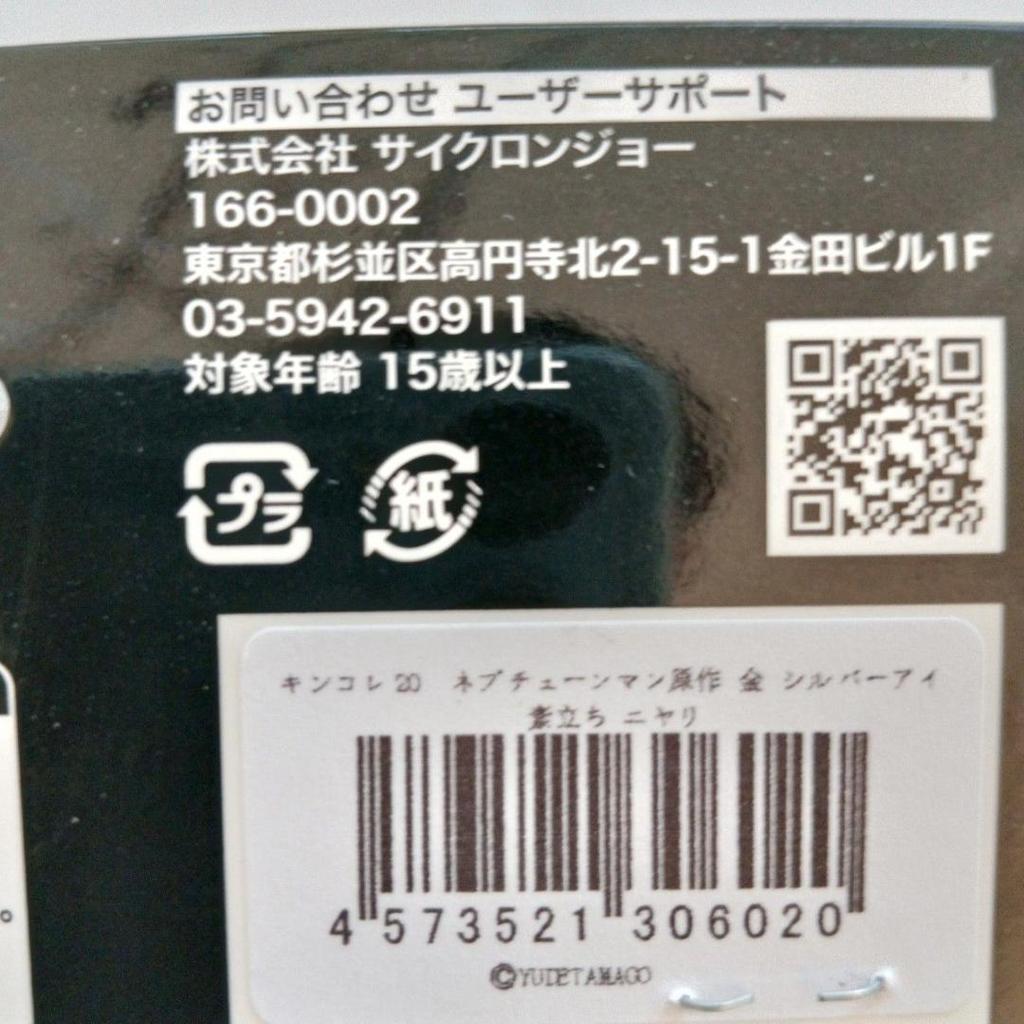 お問い合わせ ユーザーサポート
株式会社 サイクロンジョー
166-0002
東京都杉並区高円寺北2-15-1金田ビル1F
03-5942-6911
対象年齢 15歳以上
プラ
紙
キンコレ20 ネプチューンマン原作 金 シルバーアイ
素立ち ニヤリ
4 573521 306020
©YUDETAMAGO
。